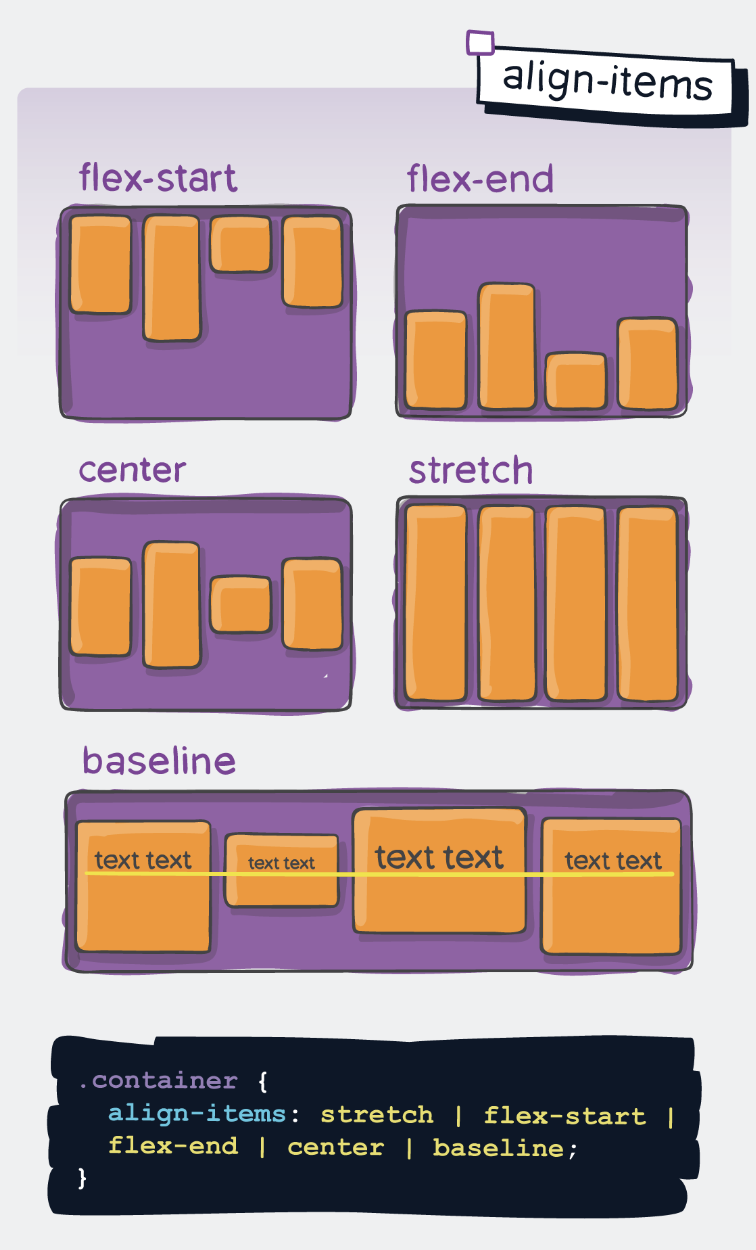 align-items
flex-start
flex-end
center
stretch
baseline
text text
text text
text text
text text
.container {
  align-items: stretch | flex-start |
  flex-end | center | baseline;
}